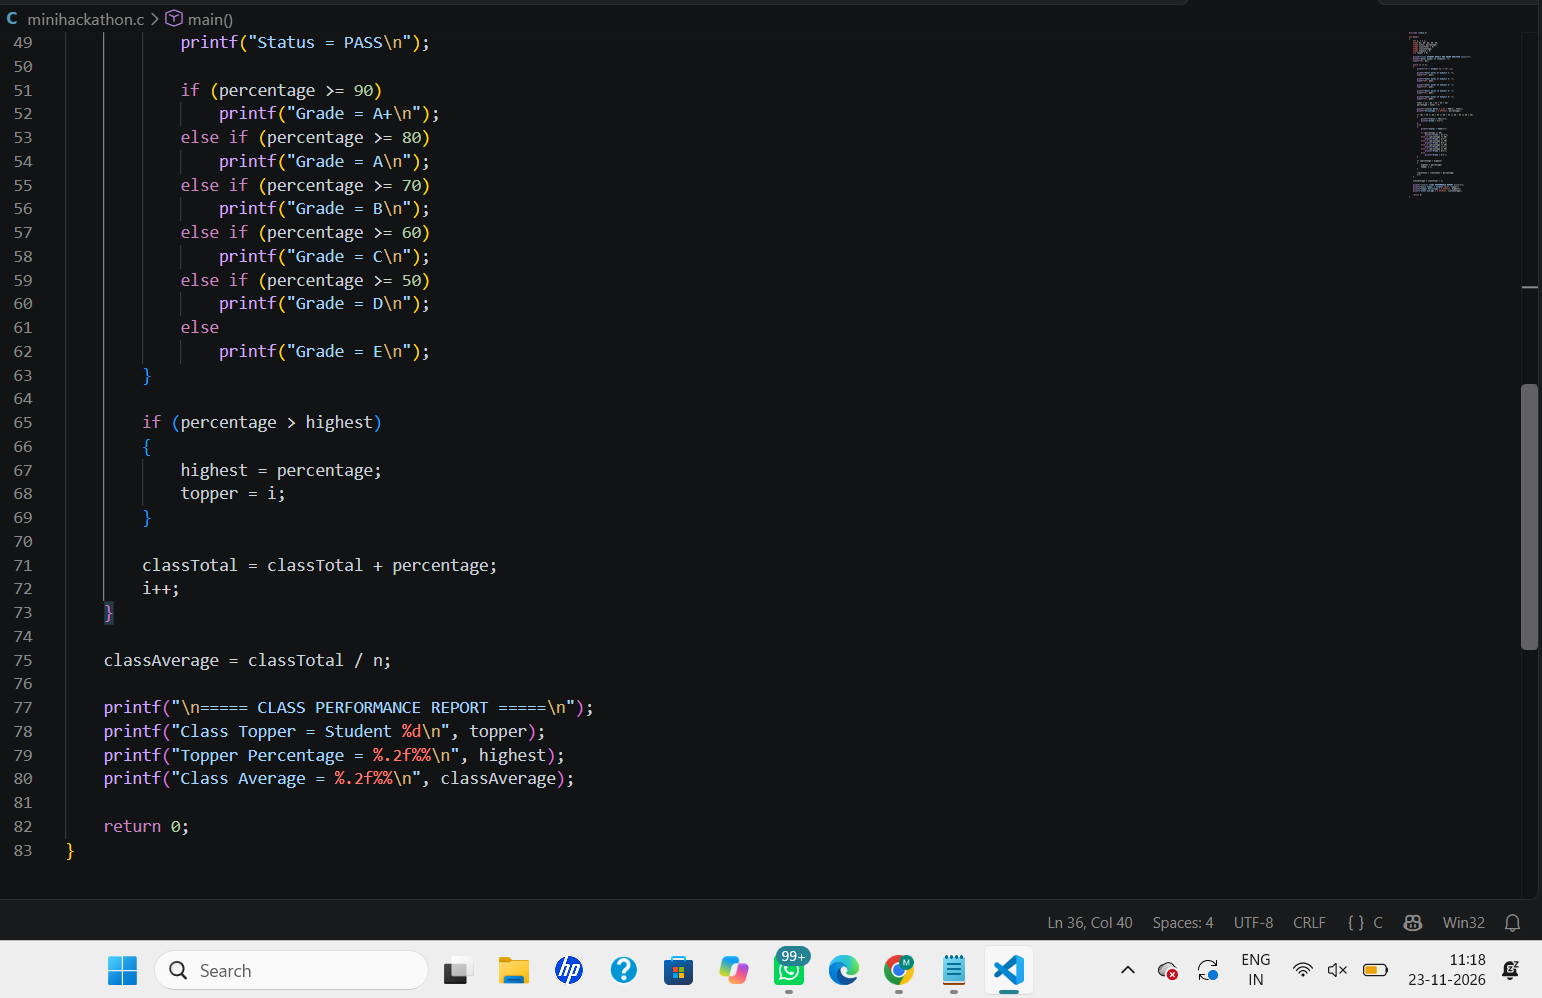 minihackathon.c > main()
49 printf("Status = PASS\n");
50
51 if (percentage >= 90)
52 printf("Grade = A+\n");
53 else if (percentage >= 80)
54 printf("Grade = A\n");
55 else if (percentage >= 70)
56 printf("Grade = B\n");
57 else if (percentage >= 60)
58 printf("Grade = C\n");
59 else if (percentage >= 50)
60 printf("Grade = D\n");
61 else
62 printf("Grade = E\n");
63 }
64
65 if (percentage > highest)
66 {
67 highest = percentage;
68 topper = i;
69 }
70
71 classTotal = classTotal + percentage;
72 i++;
73 }
74
75 classAverage = classTotal / n;
76
77 printf("\n===== CLASS PERFORMANCE REPORT =====\n");
78 printf("Class Topper = Student %d\n", topper);
79 printf("Topper Percentage = %.2f%%\n", highest);
80 printf("Class Average = %.2f%%\n", classAverage);
81
82 return 0;
83 }
Ln 36, Col 40 Spaces: 4 UTF-8 CRLF { } C Win32
Search 99+ ENG IN 11:18 23-11-2026